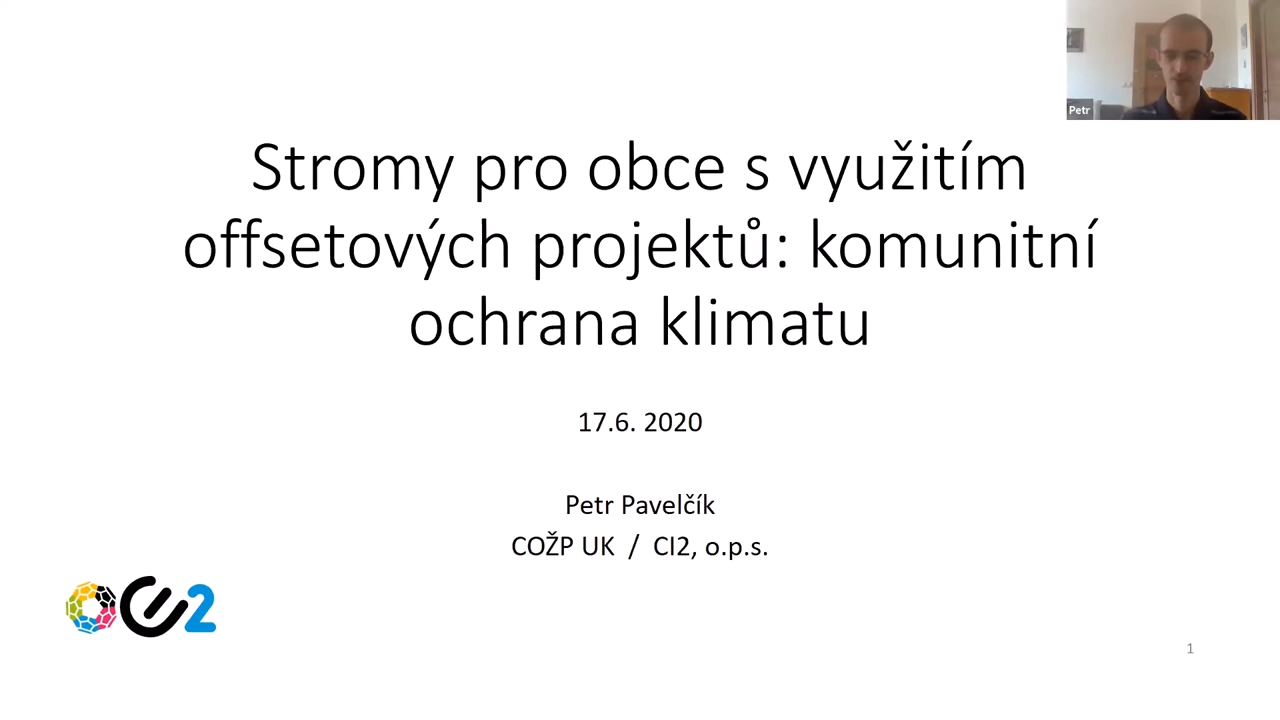 Petr
Stromy pro obce s využitím
offsetových projektů: komunitní
ochrana klimatu
17.6. 2020
Petr Pavelčík
COŽP UK / CI2, o.p.s.
CI2
1